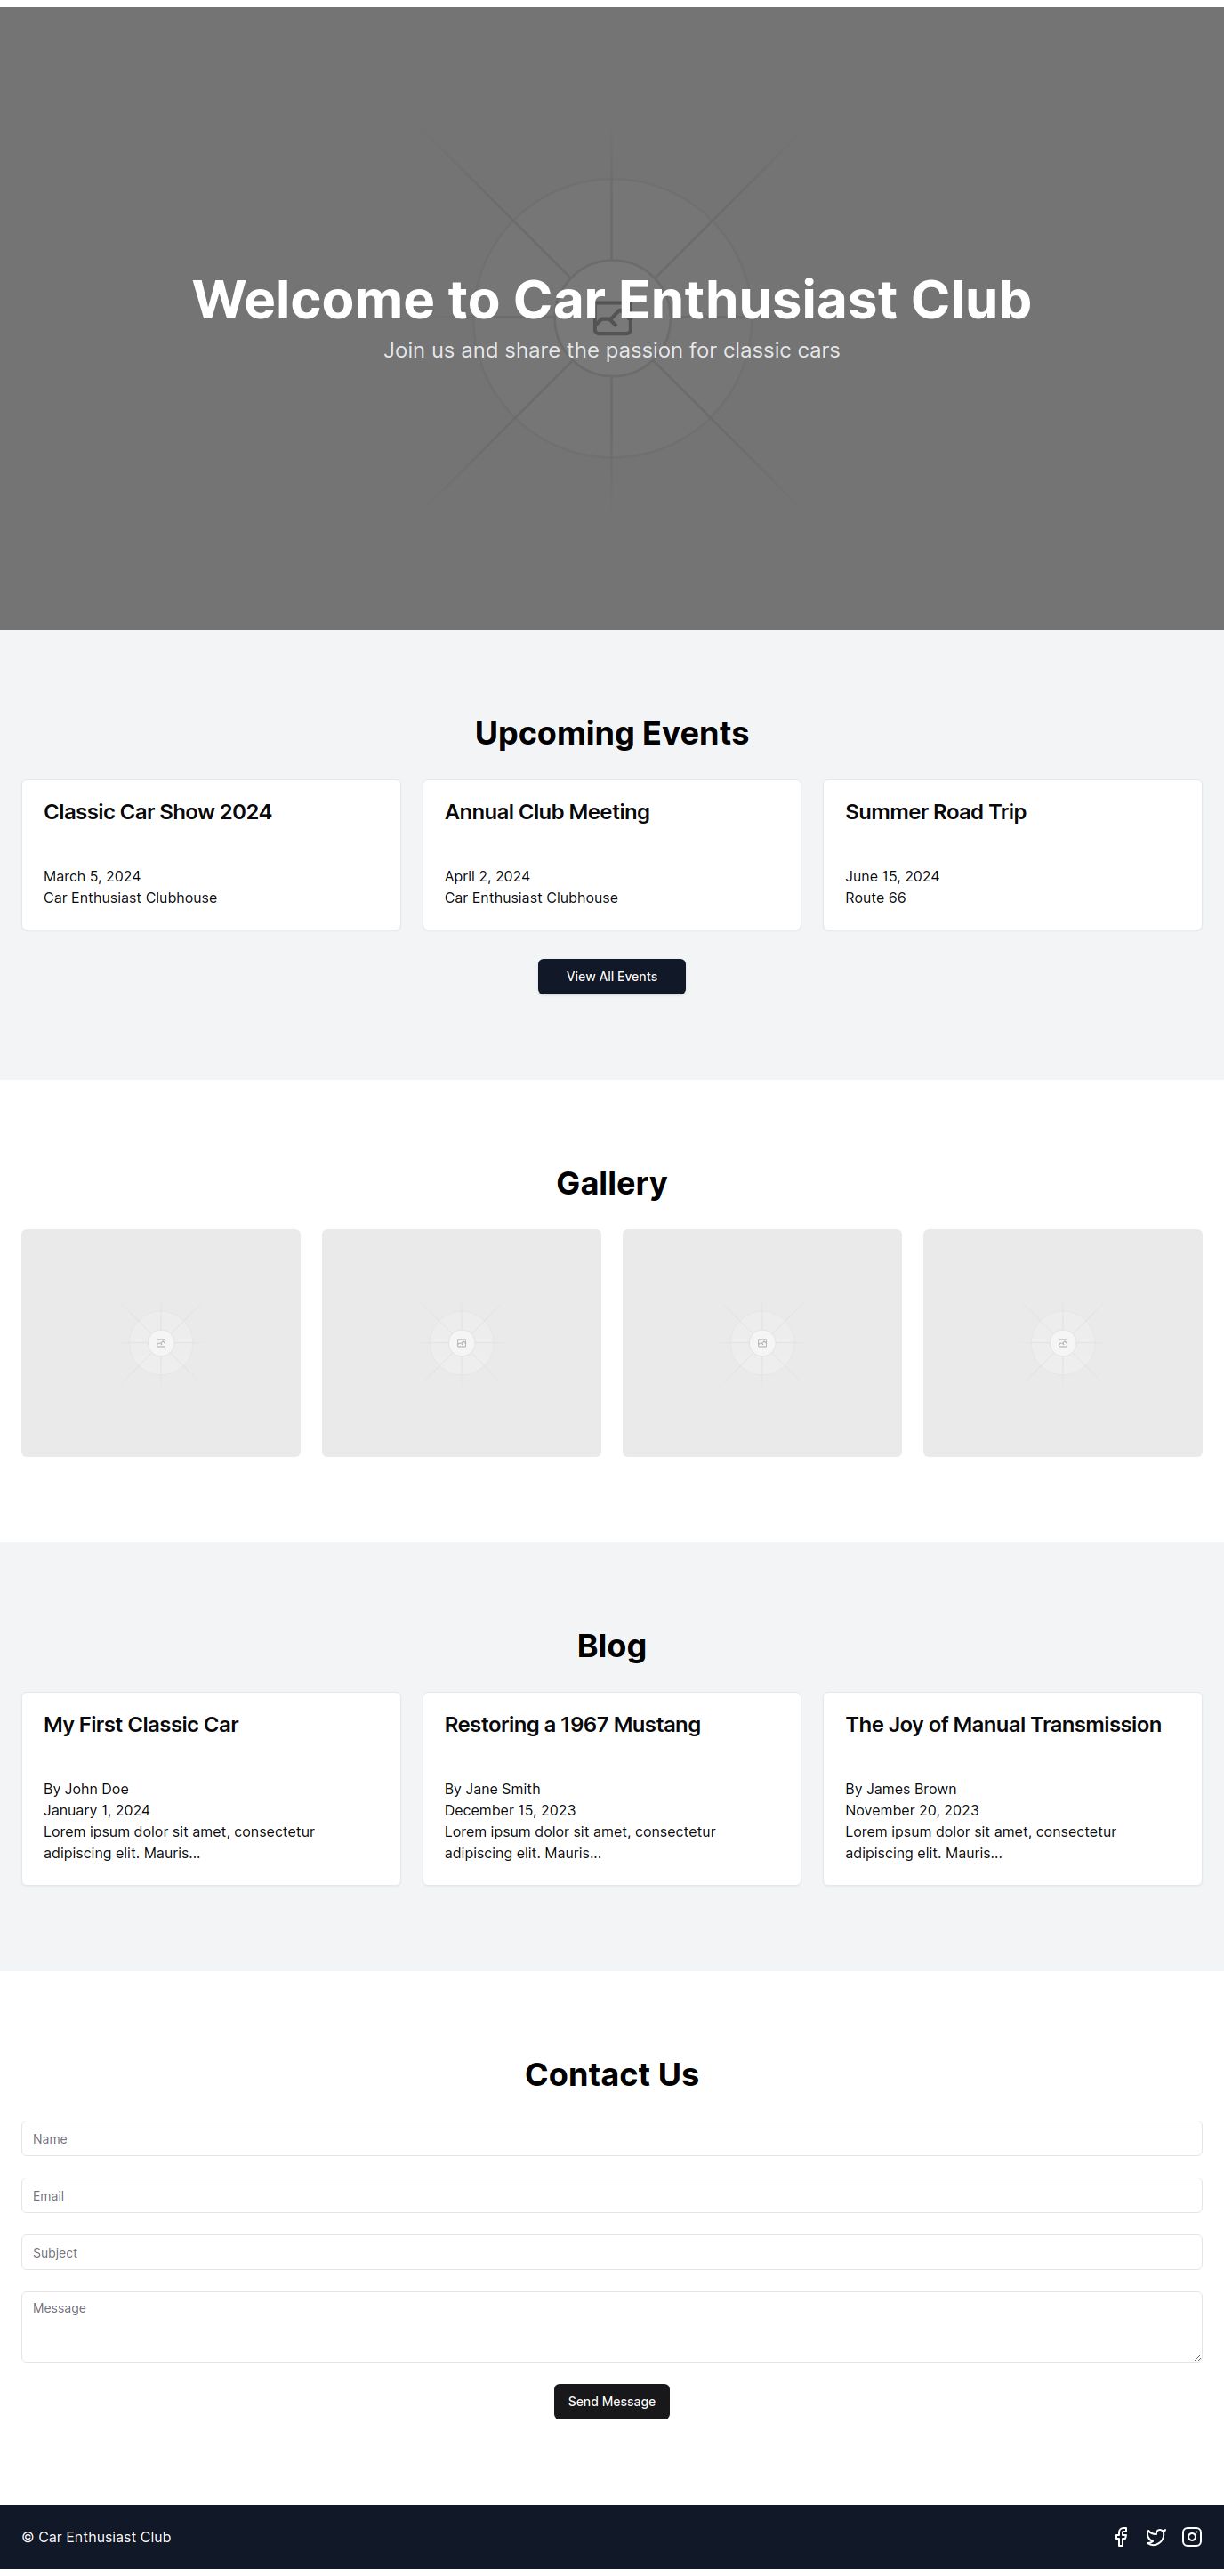 Welcome to Car Enthusiast Club
Join us and share the passion for classic cars
Upcoming Events
Classic Car Show 2024
March 5, 2024
Car Enthusiast Clubhouse
Annual Club Meeting
April 2, 2024
Car Enthusiast Clubhouse
Summer Road Trip
June 15, 2024
Route 66
View All Events
Gallery
Blog
My First Classic Car
By John Doe
January 1, 2024
Lorem ipsum dolor sit amet, consectetur
adipiscing elit. Mauris...
Restoring a 1967 Mustang
By Jane Smith
December 15, 2023
Lorem ipsum dolor sit amet, consectetur
adipiscing elit. Mauris...
The Joy of Manual Transmission
By James Brown
November 20, 2023
Lorem ipsum dolor sit amet, consectetur
adipiscing elit. Mauris...
Contact Us
Name
Email
Subject
Message
Send Message
© Car Enthusiast Club